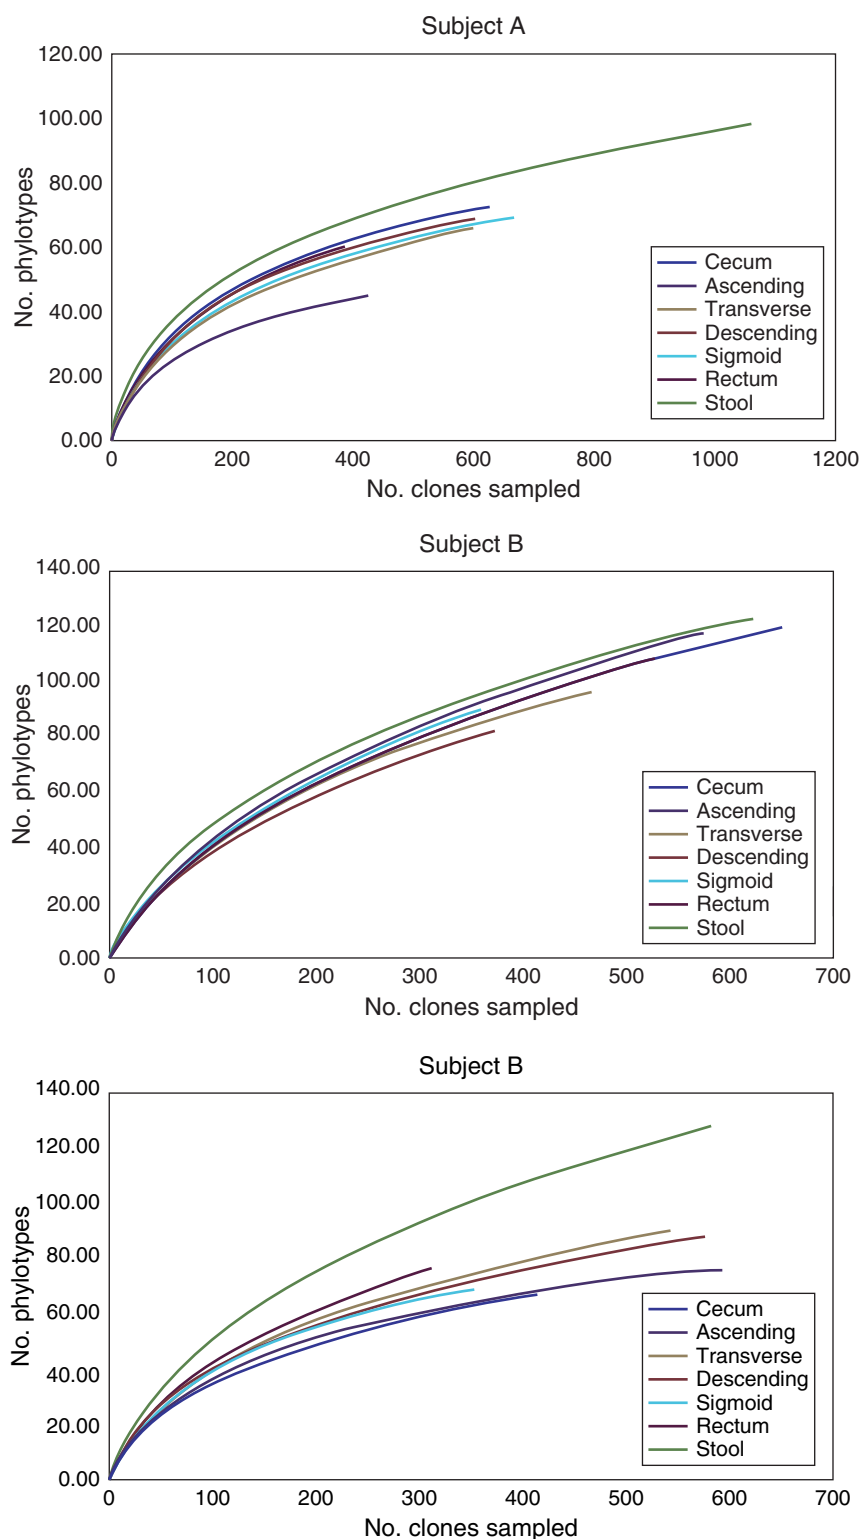 Subject A
No. phylotypes
120.00
100.00
80.00
60.00
40.00
20.00
0.00
0 200 400 600 800 1000 1200
No. clones sampled
Cecum
Ascending
Transverse
Descending
Sigmoid
Rectum
Stool
Subject B
No. phylotypes
140.00
120.00
100.00
80.00
60.00
40.00
20.00
0.00
0 100 200 300 400 500 600 700
No. clones sampled
Cecum
Ascending
Transverse
Descending
Sigmoid
Rectum
Stool
Subject B
No. phylotypes
140.00
120.00
100.00
80.00
60.00
40.00
20.00
0.00
0 100 200 300 400 500 600 700
No. clones sampled
Cecum
Ascending
Transverse
Descending
Sigmoid
Rectum
Stool